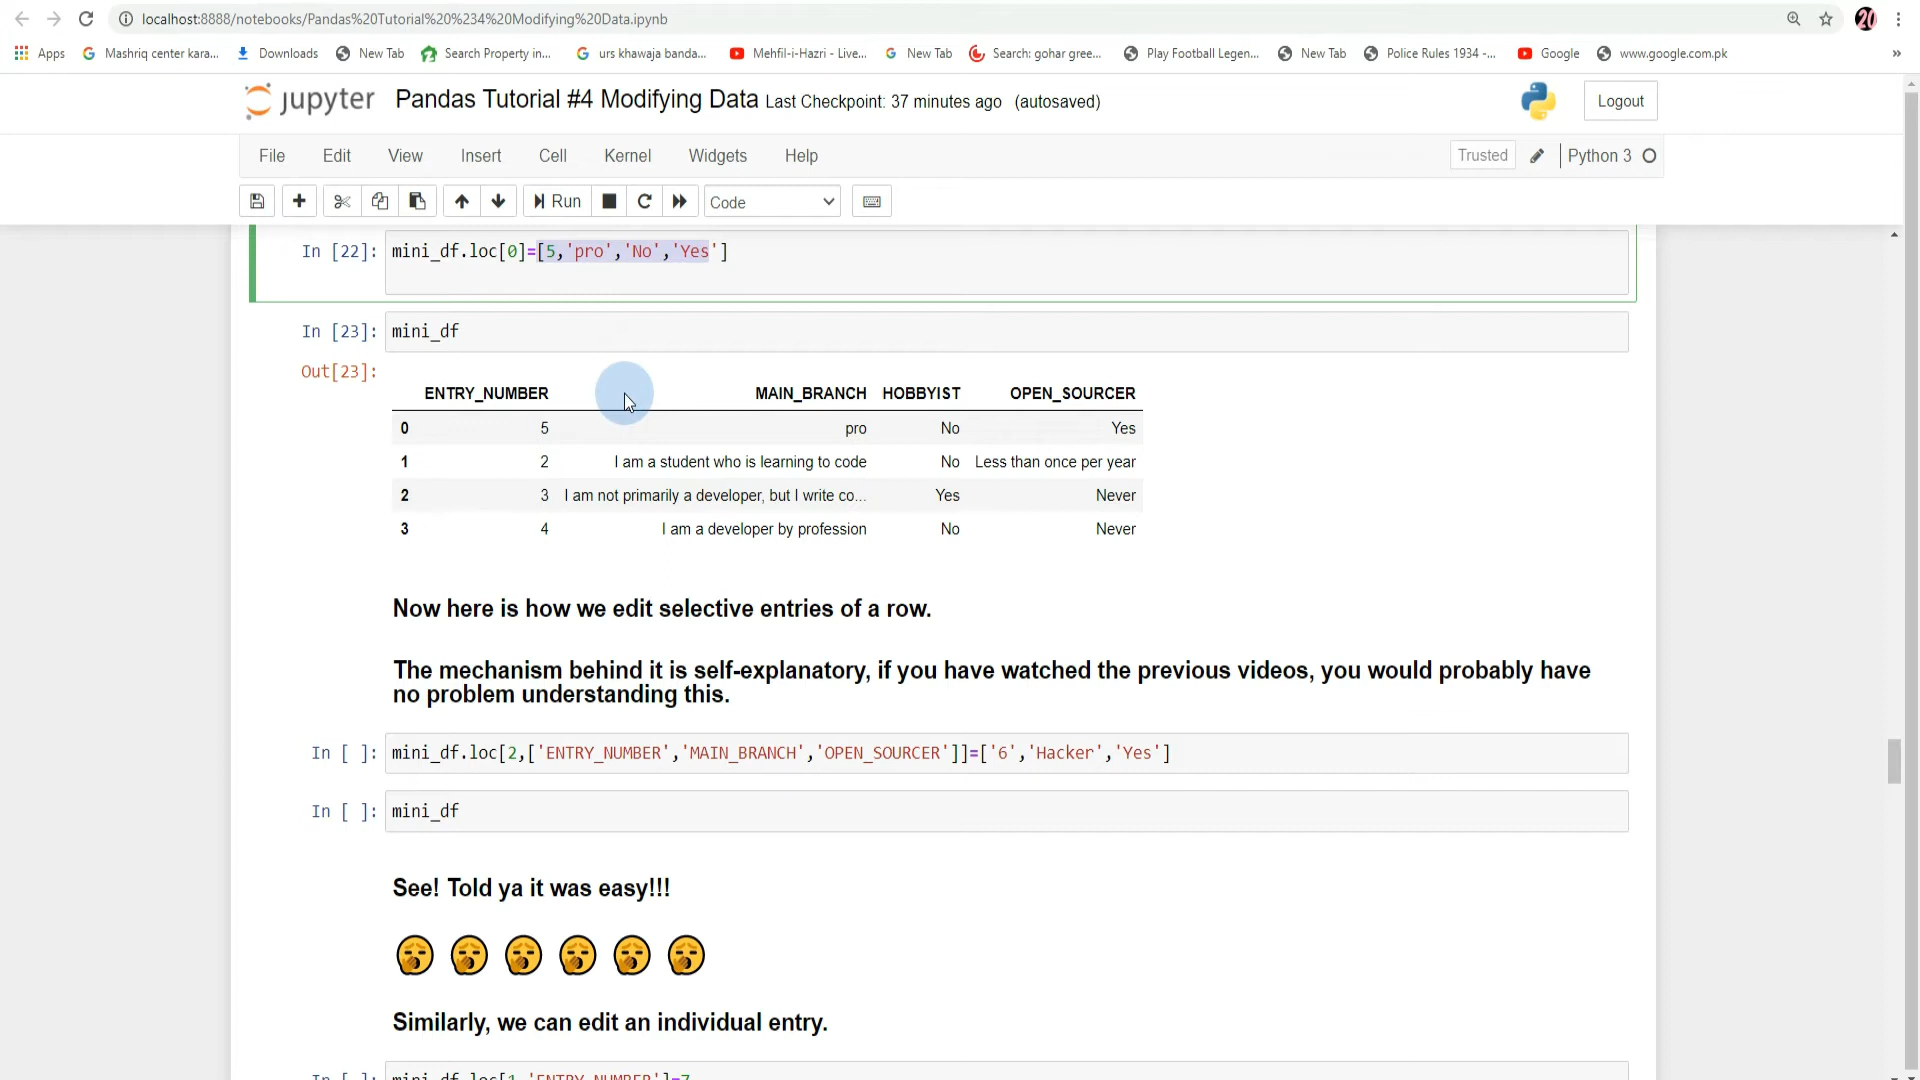 localhost:8888/notebooks/Pandas%20Tutorial%20%234%20Modifying%20Data.ipynb
20
Apps Mashriq center kara... Downloads New Tab Search Property in... urs khawaja banda... Mehfil-i-Hazri - Live... New Tab Search: gohar gree... Play Football Legen... New Tab Police Rules 1934 -... Google www.google.com.pk »
jupyter Pandas Tutorial #4 Modifying Data Last Checkpoint: 37 minutes ago (autosaved) Logout
File Edit View Insert Cell Kernel Widgets Help Trusted Python 3
Run Code
In [22]: mini_df.loc[0]=[5,'pro','No','Yes']
In [23]: mini_df
Out[23]:
ENTRY_NUMBER MAIN_BRANCH HOBBYIST OPEN_SOURCER
0 5 pro No Yes
1 2 I am a student who is learning to code No Less than once per year
2 3 I am not primarily a developer, but I write co... Yes Never
3 4 I am a developer by profession No Never
Now here is how we edit selective entries of a row.
The mechanism behind it is self-explanatory, if you have watched the previous videos, you would probably have
no problem understanding this.
In [ ]: mini_df.loc[2,['ENTRY_NUMBER','MAIN_BRANCH','OPEN_SOURCER']]=['6','Hacker','Yes']
In [ ]: mini_df
See! Told ya it was easy!!!
Similarly, we can edit an individual entry.
In [ ]: mini_df.loc[1,'ENTRY_NUMBER']=7